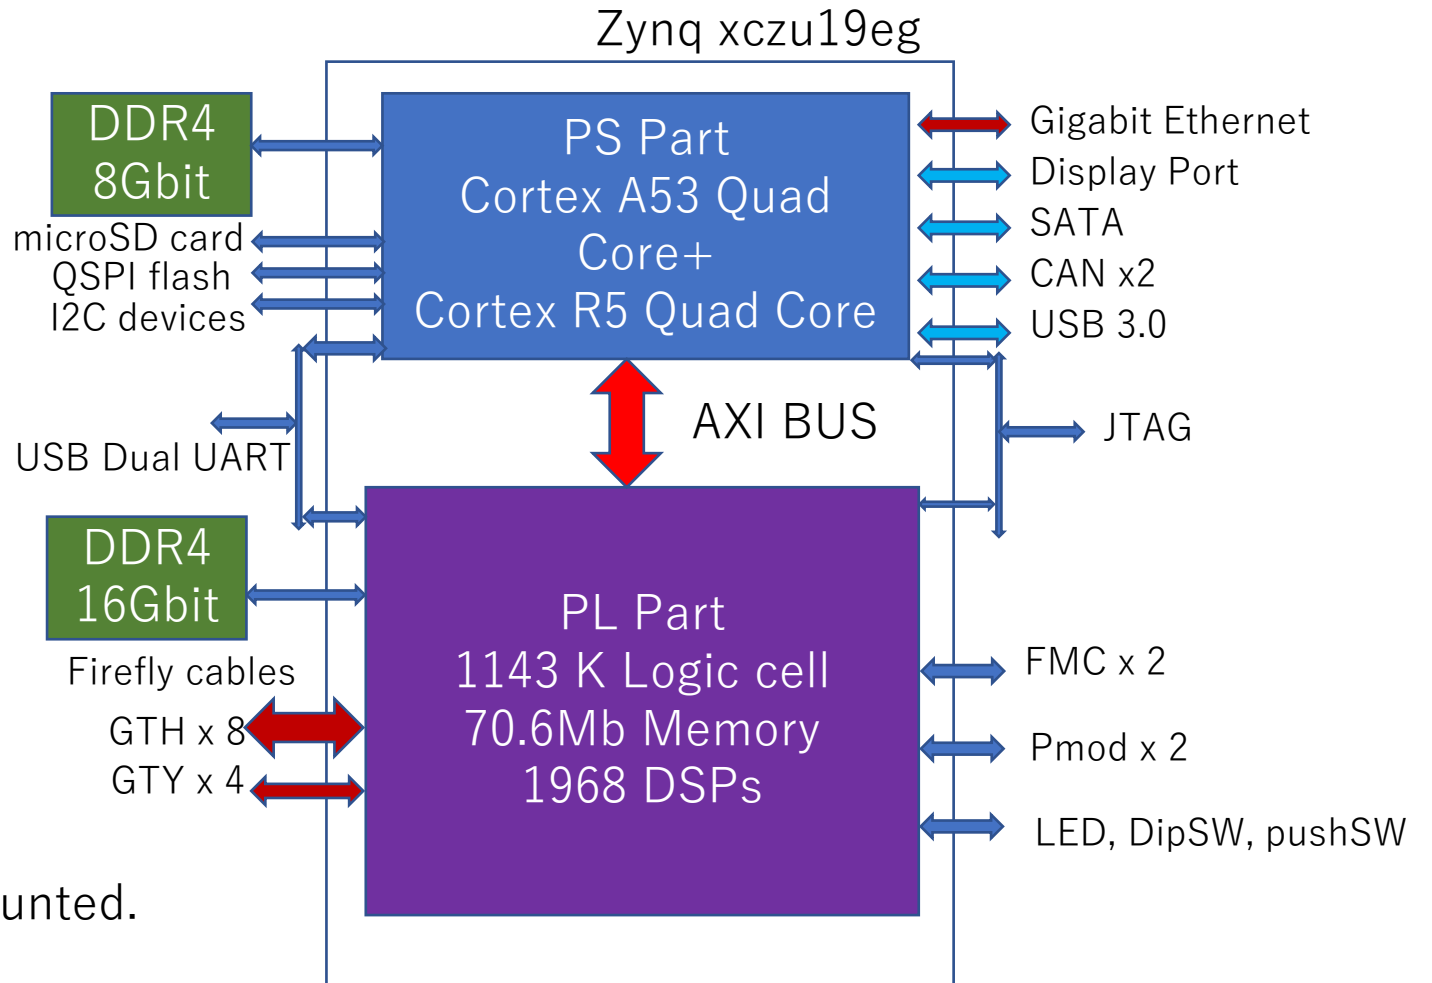 Zynq xczu19eg
DDR4
8Gbit
microSD card
QSPI flash
I2C devices
PS Part
Cortex A53 Quad
Core+
Cortex R5 Quad Core
Gigabit Ethernet
Display Port
SATA
CAN x2
USB 3.0
AXI BUS
JTAG
USB Dual UART
DDR4
16Gbit
Firefly cables
GTH x 8
GTY x 4
PL Part
1143 K Logic cell
70.6Mb Memory
1968 DSPs
FMC x 2
Pmod x 2
LED, DipSW, pushSW
unted.